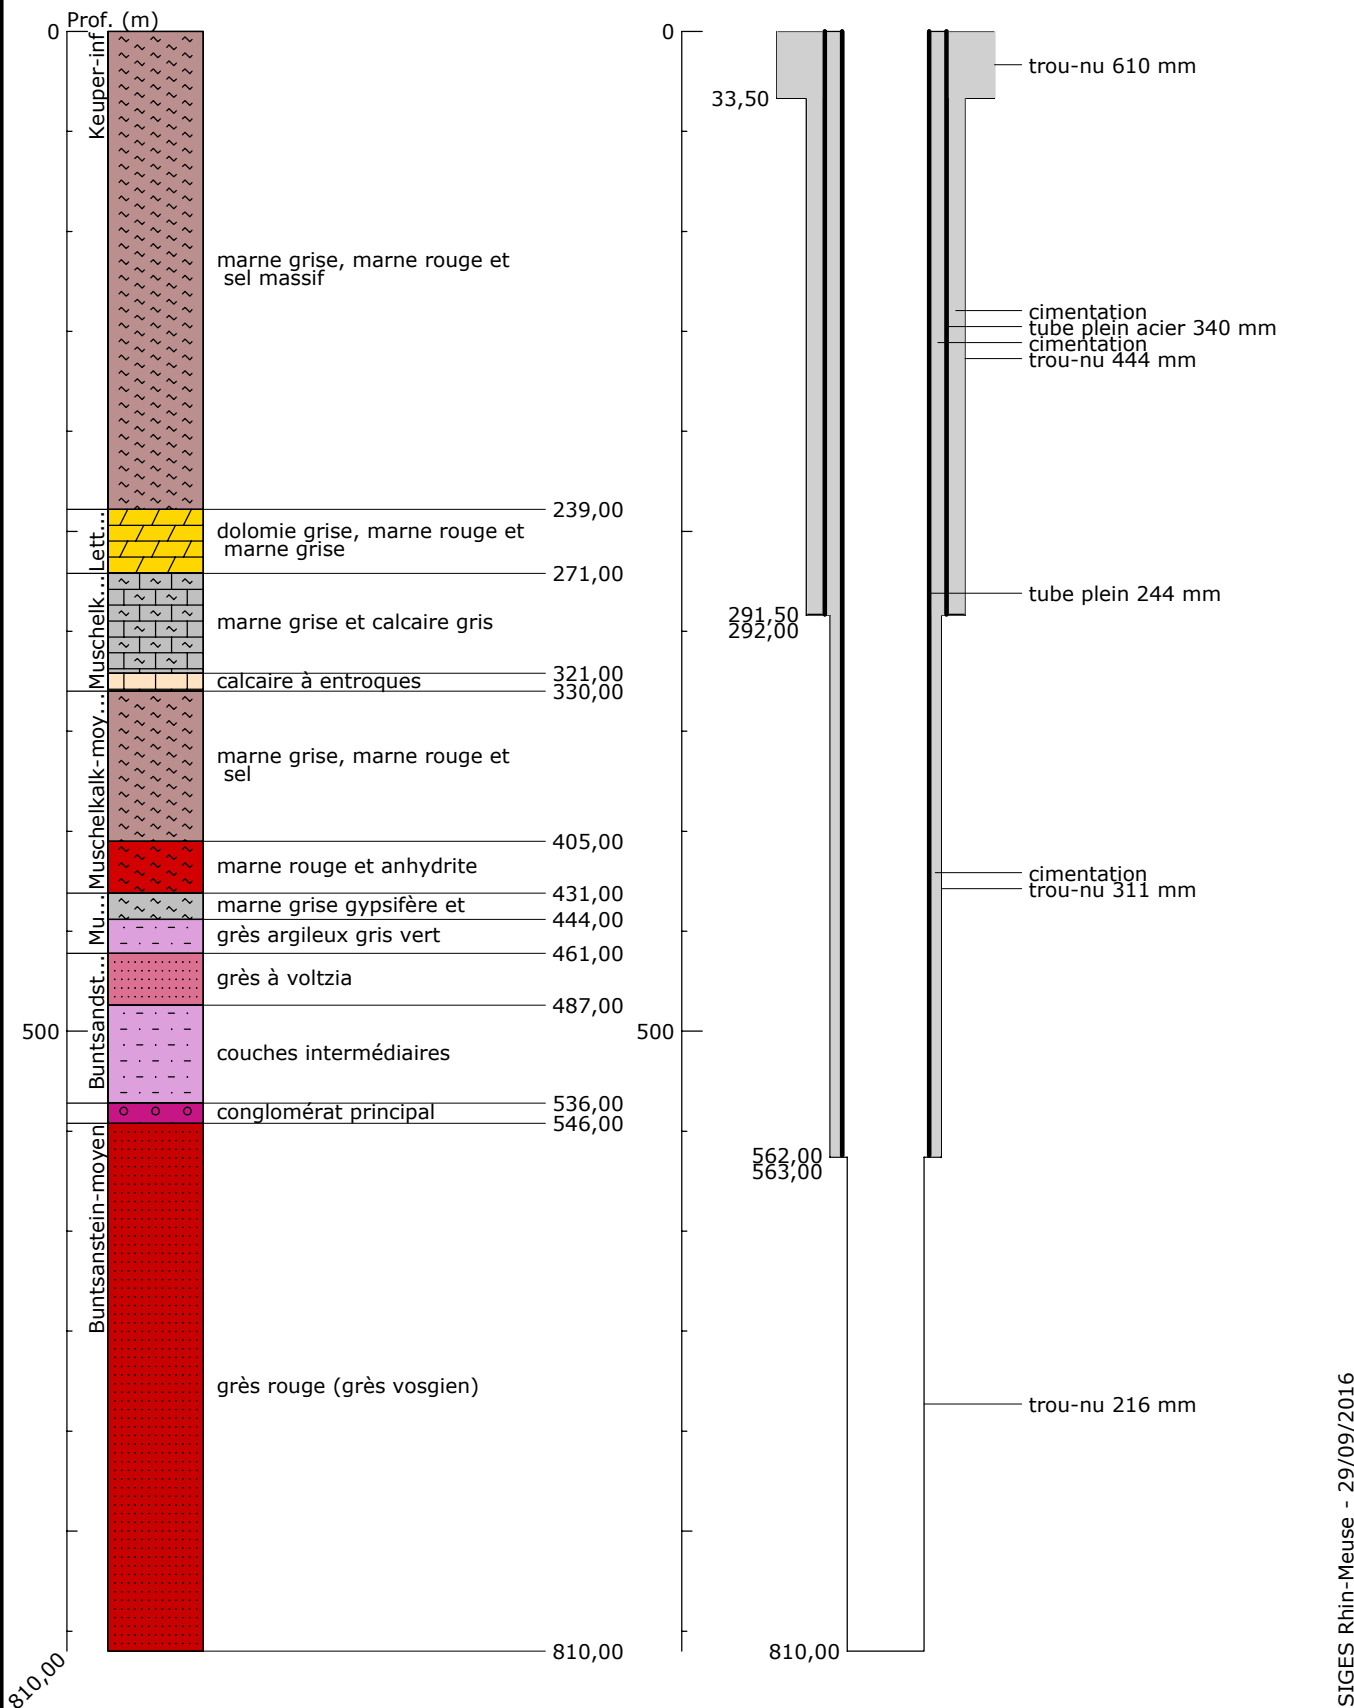 Prof. (m)
0
Keuper-inf
marne grise, marne rouge et
sel massif
239,00
Lett...
dolomie grise, marne rouge et
marne grise
271,00
Muschelk...
marne grise et calcaire gris
321,00
calcaire à entroques
330,00
Muschelkalk-moy...
marne grise, marne rouge et
sel
405,00
marne rouge et anhydrite
431,00
Mu...
marne grise gypsifère et
444,00
grès argileux gris vert
461,00
Buntsandst...
grès à voltzia
487,00
500
couches intermédiaires
536,00
conglomérat principal
546,00
Buntsanstein-moyen
grès rouge (grès vosgien)
810,00
810,00
0
trou-nu 610 mm
33,50
cimentation
tube plein acier 340 mm
cimentation
trou-nu 444 mm
tube plein 244 mm
291,50
292,00
cimentation
trou-nu 311 mm
500
562,00
563,00
trou-nu 216 mm
810,00
SIGES Rhin-Meuse - 29/09/2016